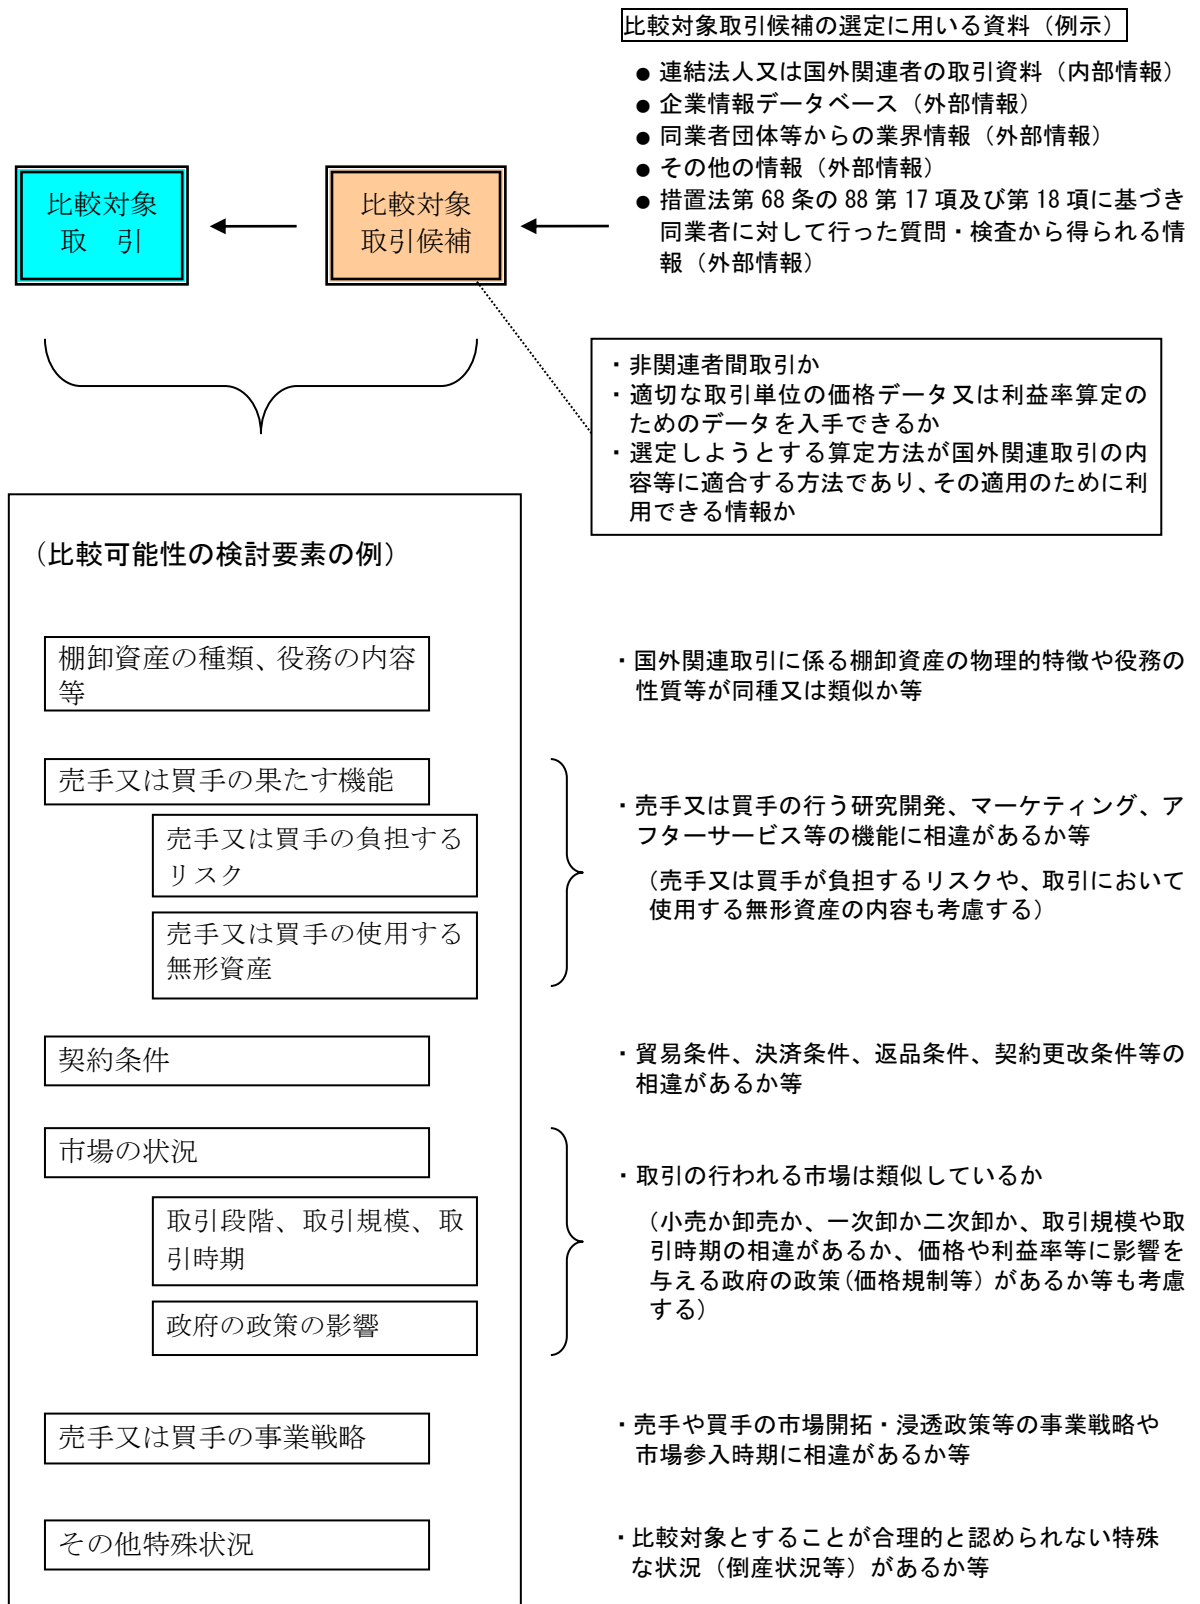 比較対象取引候補の選定に用いる資料（例示）
● 連結法人又は国外関連者の取引資料（内部情報）
● 企業情報データベース（外部情報）
● 同業者団体等からの業界情報（外部情報）
● その他の情報（外部情報）
● 措置法第 68 条の 88 第 17 項及び第 18 項に基づき
同業者に対して行った質問・検査から得られる情
報（外部情報）
比較対象
取　引
比較対象
取引候補
・非関連者間取引か
・適切な取引単位の価格データ又は利益率算定の
ためのデータを入手できるか
・選定しようとする算定方法が国外関連取引の内
容等に適合する方法であり、その適用のために利
用できる情報か
（比較可能性の検討要素の例）
棚卸資産の種類、役務の内容
等
・国外関連取引に係る棚卸資産の物理的特徴や役務の
性質等が同種又は類似か等
売手又は買手の果たす機能
売手又は買手の負担する
リスク
売手又は買手の使用する
無形資産
・売手又は買手の行う研究開発、マーケティング、ア
フターサービス等の機能に相違があるか等
（売手又は買手が負担するリスクや、取引において
使用する無形資産の内容も考慮する）
契約条件
・貿易条件、決済条件、返品条件、契約更改条件等の
相違があるか等
市場の状況
取引段階、取引規模、取
引時期
政府の政策の影響
・取引の行われる市場は類似しているか
（小売か卸売か、一次卸か二次卸か、取引規模や取
引時期の相違があるか、価格や利益率等に影響を
与える政府の政策（価格規制等）があるか等も考慮
する）
売手又は買手の事業戦略
・売手や買手の市場開拓・浸透政策等の事業戦略や
市場参入時期に相違があるか等
その他特殊状況
・比較対象とすることが合理的と認められない特殊
な状況（倒産状況等）があるか等